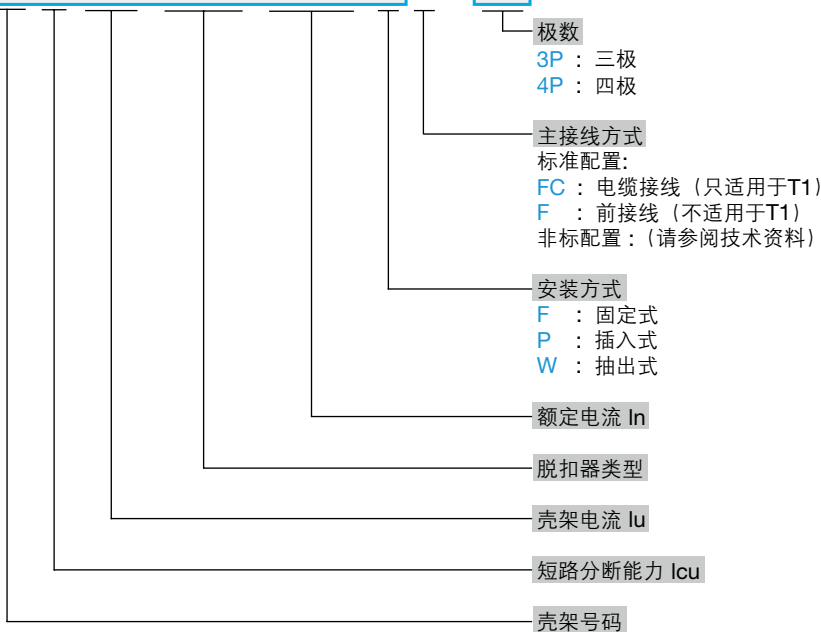 极数
3P : 三极
4P : 四极
主接线方式
标准配置:
FC : 电缆接线（只适用于T1）
F : 前接线（不适用于T1）
非标配置 :（请参阅技术资料）
安装方式
F : 固定式
P : 插入式
W : 抽出式
额定电流 In
脱扣器类型
壳架电流 Iu
短路分断能力 Icu
壳架号码